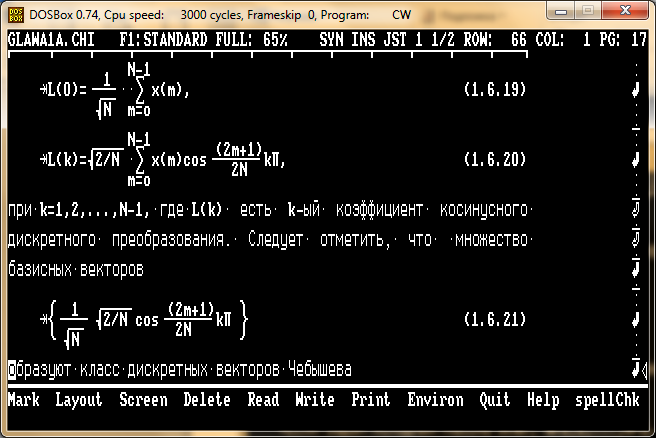 DOSBox 0.74, Cpu speed: 3000 cycles, Frameskip 0, Program: CW
GLAWA1A.CHI F1:STANDARD FULL: 65% SYN INS JST 1 1/2 ROW: 66 COL: 1 PG: 17
L(0)= 1/√N N-1 ∑ m=0 x(m), (1.6.19)
L(k)=√2/N N-1 ∑ m=0 x(m)cos (2m+1)/2N kΠ, (1.6.20)
при k=1,2,...,N-1, где L(k) есть k-ый коэффициент косинусного
дискретного преобразования. Следует отметить, что множество
базисных векторов
{ 1/√N √2/N cos (2m+1)/2N kΠ } (1.6.21)
образуют класс дискретных векторов Чебышева
Mark Layout Screen Delete Read Write Print Environ Quit Help spellChk